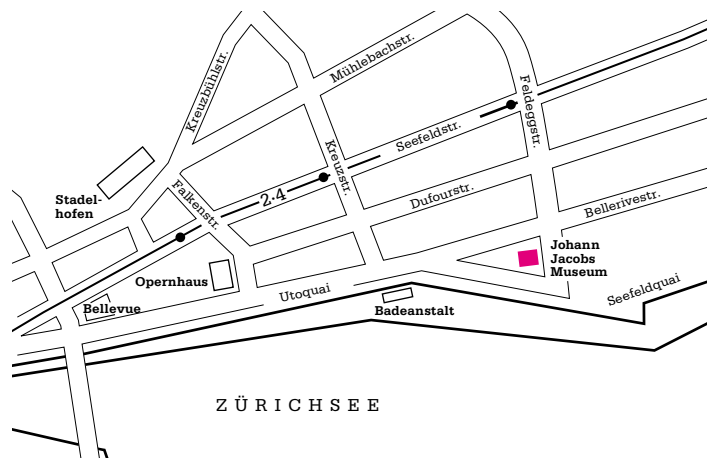 Mühlebachstr.
Kreuzbühlstr.
Feldeggstr.
Seefeldstr.
Kreuzstr.
2·4
Stadel-
hofen
Falkenstr.
Dufourstr.
Bellerivestr.
Johann
Jacobs
Museum
Opernhaus
Utoquai
Seefeldquai
Bellevue
Badeanstalt
ZÜRICHSEE